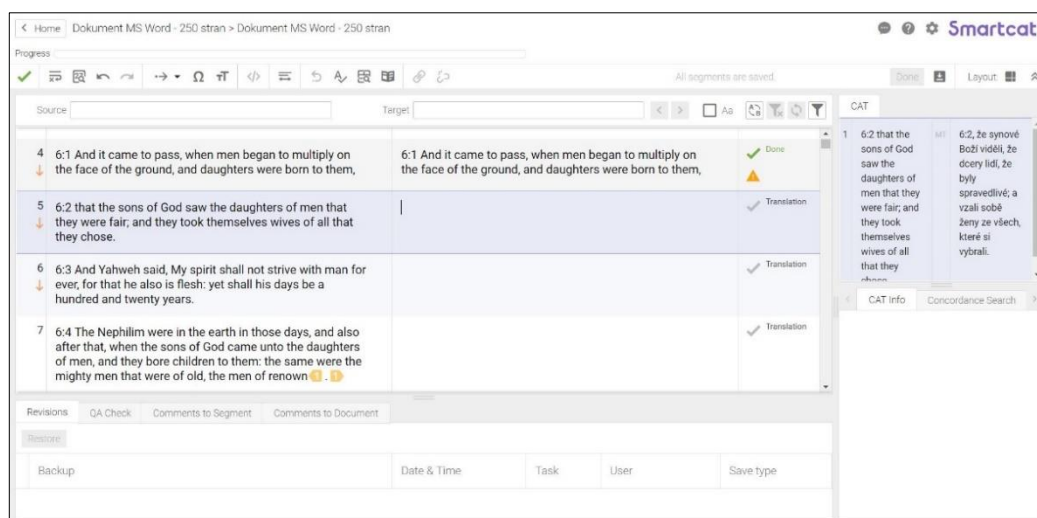 Home Dokument MS Word - 250 stran > Dokument MS Word - 250 stran
Smartcat
Progress
Ω тT </> All segments are saved Done Layout
Source Target Aa
CAT
4 6:1 And it came to pass, when men began to multiply on
the face of the ground, and daughters were born to them,
6:1 And it came to pass, when men began to multiply on
the face of the ground, and daughters were born to them,
Done
5 6:2 that the sons of God saw the daughters of men that
they were fair; and they took themselves wives of all that
they chose.
Translation
6 6:3 And Yahweh said, My spirit shall not strive with man for
ever, for that he also is flesh: yet shall his days be a
hundred and twenty years.
Translation
7 6:4 The Nephilim were in the earth in those days, and also
after that, when the sons of God came unto the daughters
of men, and they bore children to them: the same were the
mighty men that were of old, the men of renown 1 . 1
Translation
1 6:2 that the
sons of God
saw the
daughters of
men that they
were fair; and
they took
themselves
wives of all
that they
chose
MT
6:2, že synové
Boží viděli, že
dcery lidí, že
byly
spravedlivé; a
vzali sobě
ženy ze všech,
které si
vybrali.
CAT Info Concordance Search
Revisions QA Check Comments to Segment Comments to Document
Restore
Backup Date & Time Task User Save type